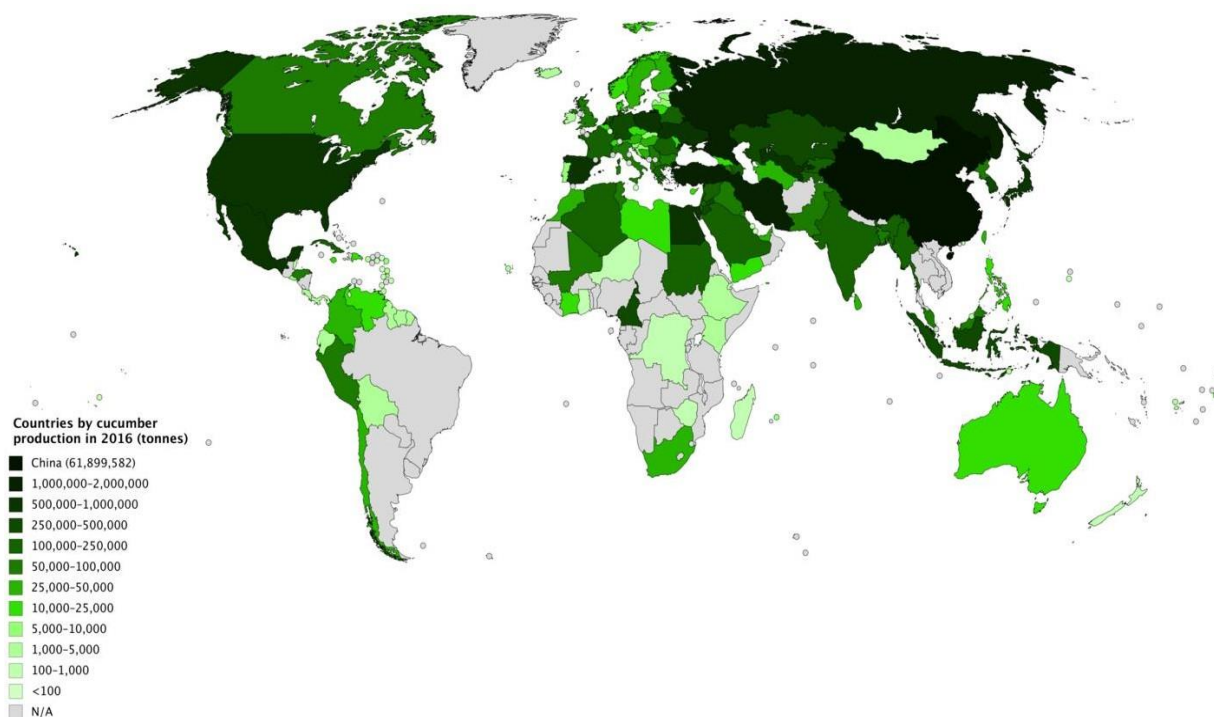 Countries by cucumber
production in 2016 (tonnes)
China (61,899,582)
1,000,000–2,000,000
500,000–1,000,000
250,000–500,000
100,000–250,000
50,000–100,000
25,000–50,000
10,000–25,000
5,000–10,000
1,000–5,000
100–1,000
<100
N/A